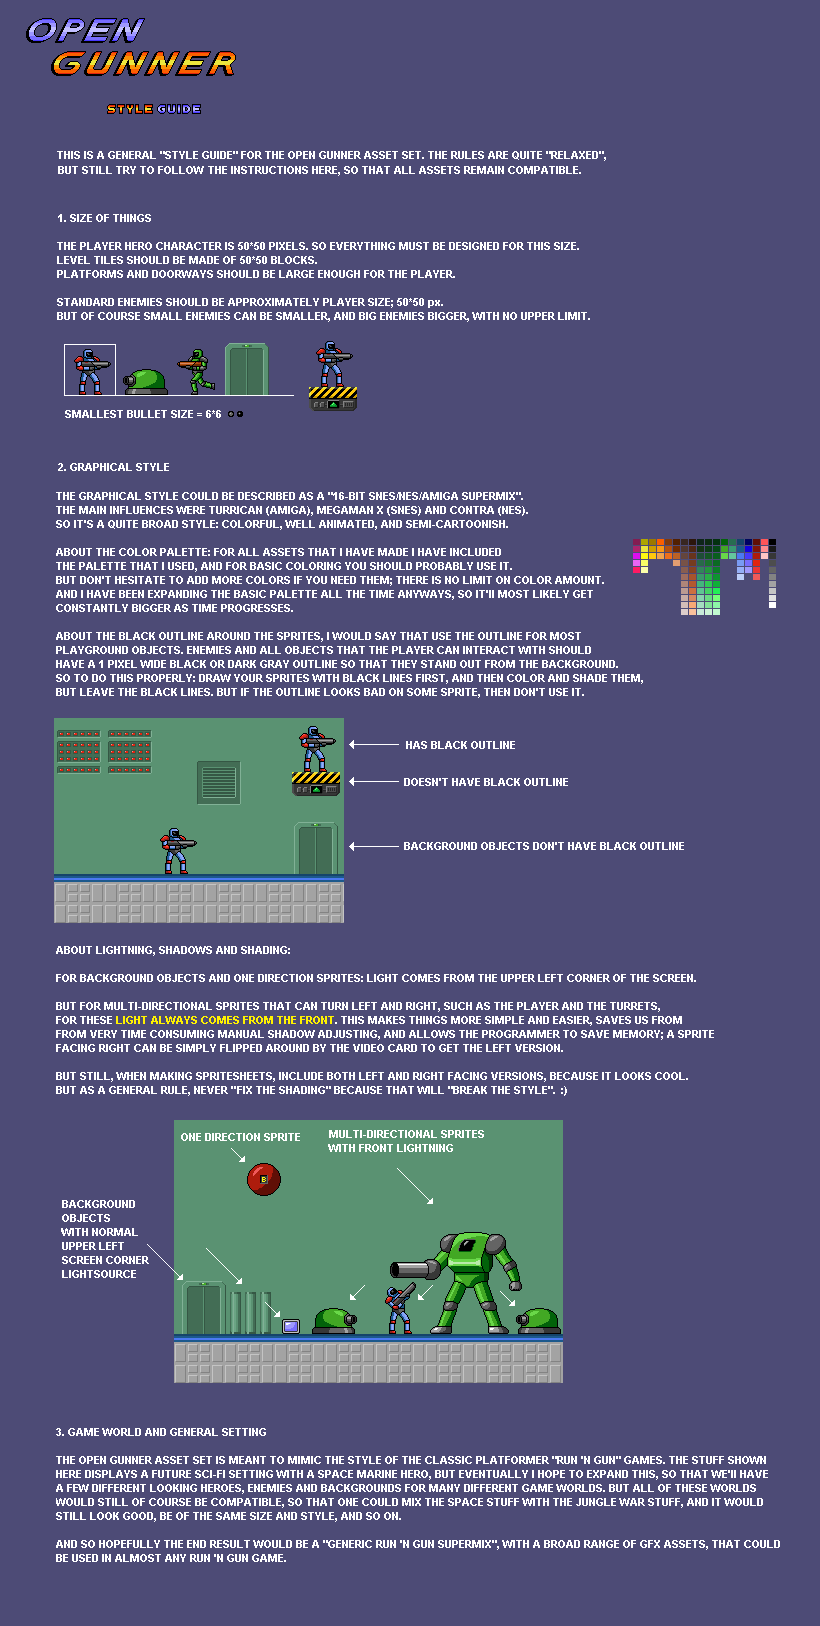 OPEN
GUNNER
STYLE GUIDE
THIS IS A GENERAL "STYLE GUIDE" FOR THE OPEN GUNNER ASSET SET. THE RULES ARE QUITE "RELAXED",
BUT STILL TRY TO FOLLOW THE INSTRUCTIONS HERE, SO THAT ALL ASSETS REMAIN COMPATIBLE.
1. SIZE OF THINGS
THE PLAYER HERO CHARACTER IS 50*50 PIXELS. SO EVERYTHING MUST BE DESIGNED FOR THIS SIZE.
LEVEL TILES SHOULD BE MADE OF 50*50 BLOCKS.
PLATFORMS AND DOORWAYS SHOULD BE LARGE ENOUGH FOR THE PLAYER.
STANDARD ENEMIES SHOULD BE APPROXIMATELY PLAYER SIZE; 50*50 px.
BUT OF COURSE SMALL ENEMIES CAN BE SMALLER, AND BIG ENEMIES BIGGER, WITH NO UPPER LIMIT.
SMALLEST BULLET SIZE = 6*6
2. GRAPHICAL STYLE
THE GRAPHICAL STYLE COULD BE DESCRIBED AS A "16-BIT SNES/NES/AMIGA SUPERMIX".
THE MAIN INFLUENCES WERE TURRICAN (AMIGA), MEGAMAN X (SNES) AND CONTRA (NES).
SO IT'S A QUITE BROAD STYLE: COLORFUL, WELL ANIMATED, AND SEMI-CARTOONISH.
ABOUT THE COLOR PALETTE: FOR ALL ASSETS THAT I HAVE MADE I HAVE INCLUDED
THE PALETTE THAT I USED, AND FOR BASIC COLORING YOU SHOULD PROBABLY USE IT.
BUT DON'T HESITATE TO ADD MORE COLORS IF YOU NEED THEM; THERE IS NO LIMIT ON COLOR AMOUNT.
AND I HAVE BEEN EXPANDING THE BASIC PALETTE ALL THE TIME ANYWAYS, SO IT'LL MOST LIKELY GET
CONSTANTLY BIGGER AS TIME PROGRESSES.
ABOUT THE BLACK OUTLINE AROUND THE SPRITES, I WOULD SAY THAT USE THE OUTLINE FOR MOST
PLAYGROUND OBJECTS. ENEMIES AND ALL OBJECTS THAT THE PLAYER CAN INTERACT WITH SHOULD
HAVE A 1 PIXEL WIDE BLACK OR DARK GRAY OUTLINE SO THAT THEY STAND OUT FROM THE BACKGROUND.
SO TO DO THIS PROPERLY: DRAW YOUR SPRITES WITH BLACK LINES FIRST, AND THEN COLOR AND SHADE THEM,
BUT LEAVE THE BLACK LINES. BUT IF THE OUTLINE LOOKS BAD ON SOME SPRITE, THEN DON'T USE IT.
HAS BLACK OUTLINE
DOESN'T HAVE BLACK OUTLINE
BACKGROUND OBJECTS DON'T HAVE BLACK OUTLINE
ABOUT LIGHTNING, SHADOWS AND SHADING:
FOR BACKGROUND OBJECTS AND ONE DIRECTION SPRITES: LIGHT COMES FROM THE UPPER LEFT CORNER OF THE SCREEN.
BUT FOR MULTI-DIRECTIONAL SPRITES THAT CAN TURN LEFT AND RIGHT, SUCH AS THE PLAYER AND THE TURRETS,
FOR THESE LIGHT ALWAYS COMES FROM THE FRONT. THIS MAKES THINGS MORE SIMPLE AND EASIER, SAVES US FROM
FROM VERY TIME CONSUMING MANUAL SHADOW ADJUSTING, AND ALLOWS THE PROGRAMMER TO SAVE MEMORY; A SPRITE
FACING RIGHT CAN BE SIMPLY FLIPPED AROUND BY THE VIDEO CARD TO GET THE LEFT VERSION.
BUT STILL, WHEN MAKING SPRITESHEETS, INCLUDE BOTH LEFT AND RIGHT FACING VERSIONS, BECAUSE IT LOOKS COOL.
BUT AS A GENERAL RULE, NEVER "FIX THE SHADING" BECAUSE THAT WILL "BREAK THE STYLE". :)
ONE DIRECTION SPRITE
MULTI-DIRECTIONAL SPRITES
WITH FRONT LIGHTNING
B
BACKGROUND
OBJECTS
WITH NORMAL
UPPER LEFT
SCREEN CORNER
LIGHTSOURCE
3. GAME WORLD AND GENERAL SETTING
THE OPEN GUNNER ASSET SET IS MEANT TO MIMIC THE STYLE OF THE CLASSIC PLATFORMER "RUN 'N GUN" GAMES. THE STUFF SHOWN
HERE DISPLAYS A FUTURE SCI-FI SETTING WITH A SPACE MARINE HERO, BUT EVENTUALLY I HOPE TO EXPAND THIS, SO THAT WE'LL HAVE
A FEW DIFFERENT LOOKING HEROES, ENEMIES AND BACKGROUNDS FOR MANY DIFFERENT GAME WORLDS. BUT ALL OF THESE WORLDS
WOULD STILL OF COURSE BE COMPATIBLE, SO THAT ONE COULD MIX THE SPACE STUFF WITH THE JUNGLE WAR STUFF, AND IT WOULD
STILL LOOK GOOD, BE OF THE SAME SIZE AND STYLE, AND SO ON.
AND SO HOPEFULLY THE END RESULT WOULD BE A "GENERIC RUN 'N GUN SUPERMIX", WITH A BROAD RANGE OF GFX ASSETS, THAT COULD
BE USED IN ALMOST ANY RUN 'N GUN GAME.